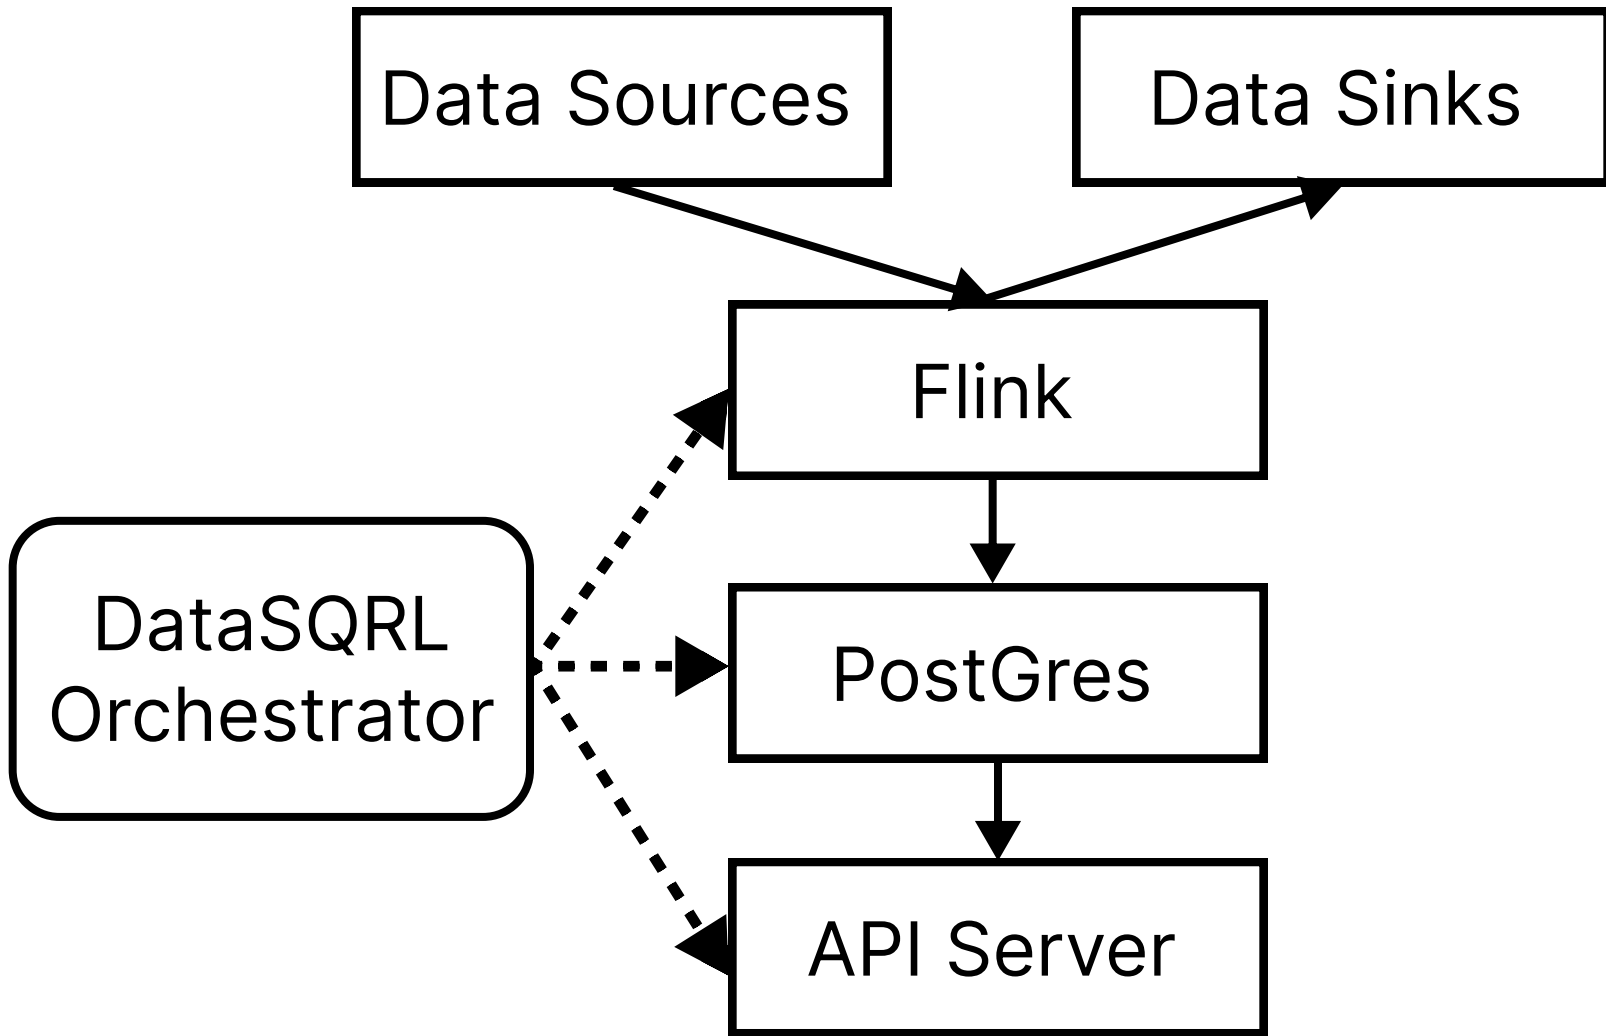 Data Sources
Data Sinks
Flink
DataSQRL
Orchestrator
PostGres
API Server